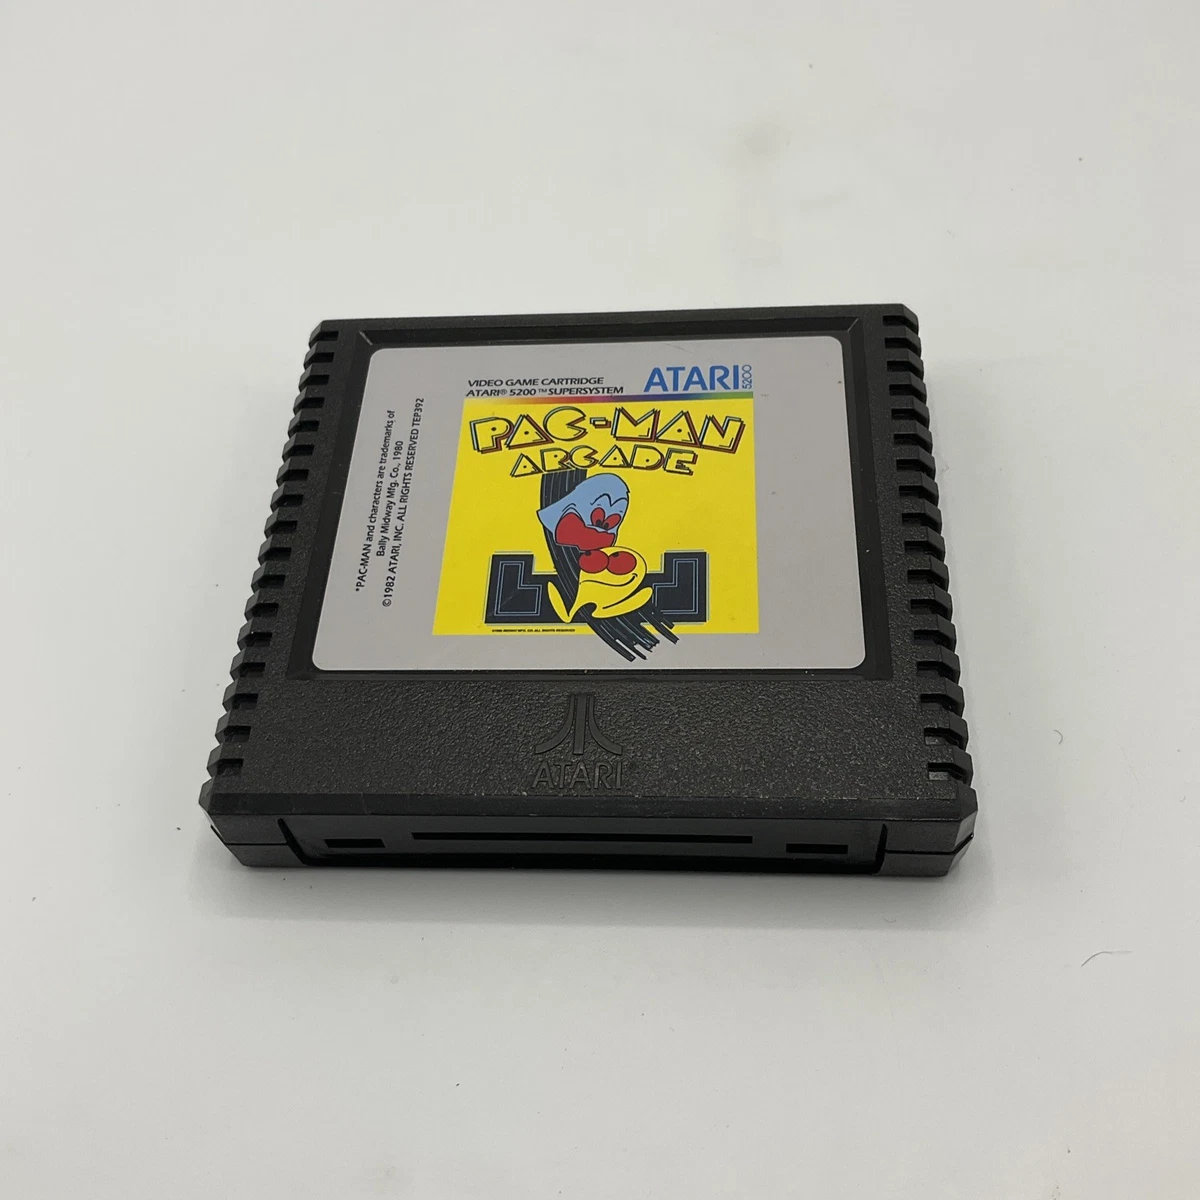 VIDEO GAME CARTRIDGE
ATARI® 5200™ SUPERSYSTEM
ATARI
5200
PAC-MAN
ARCADE
*PAC-MAN and characters are trademarks of
Bally Midway Mfg. Co., 1980
©1982 ATARI, INC. ALL RIGHTS RESERVED TEP392
ATARI